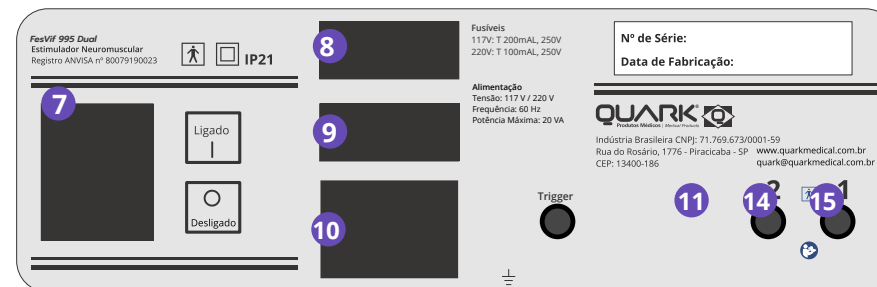 FesVif 995 Dual
Estimulador Neuromuscular
Registro ANVISA nº 80079190023
IP21
7
Ligado
Desligado
8
9
10
Fusíveis
117V: T 200mAL, 250V
220V: T 100mAL, 250V
Alimentação
Tensão: 117 V / 220 V
Frequência: 60 Hz
Potência Máxima: 20 VA
Trigger
Nº de Série:
Data de Fabricação:
QUARK
Produtos Médicos | Medical Products
Indústria Brasileira CNPJ: 71.769.673/0001-59
Rua do Rosário, 1776 - Piracicaba - SP www.quarkmedical.com.br
CEP: 13400-186 quark@quarkmedical.com.br
11
2
14
1
15